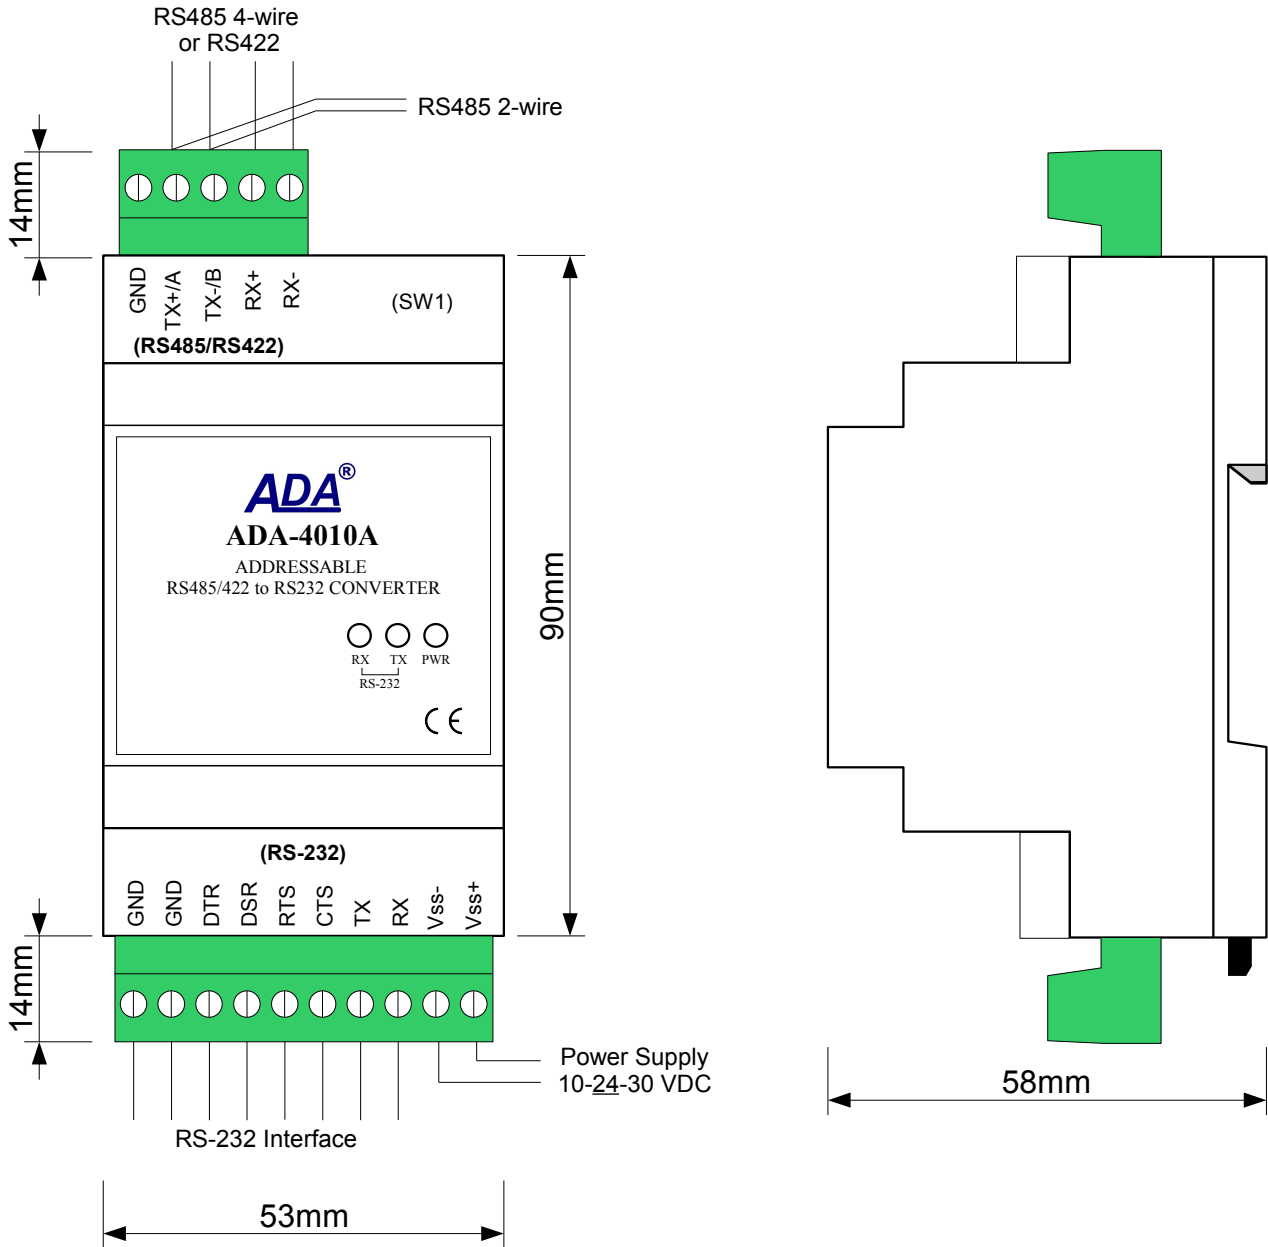 RS485 4-wire
or RS422
RS485 2-wire
14mm
GND
TX+/A
TX-/B
RX+
RX-
(SW1)
(RS485/RS422)
ADA®
ADA-4010A
ADDRESSABLE
RS485/422 to RS232 CONVERTER
RX TX PWR
RS-232
CE
90mm
(RS-232)
GND
GND
DTR
DSR
RTS
CTS
TX
RX
Vss-
Vss+
14mm
Power Supply
10-24-30 VDC
RS-232 Interface
53mm
58mm